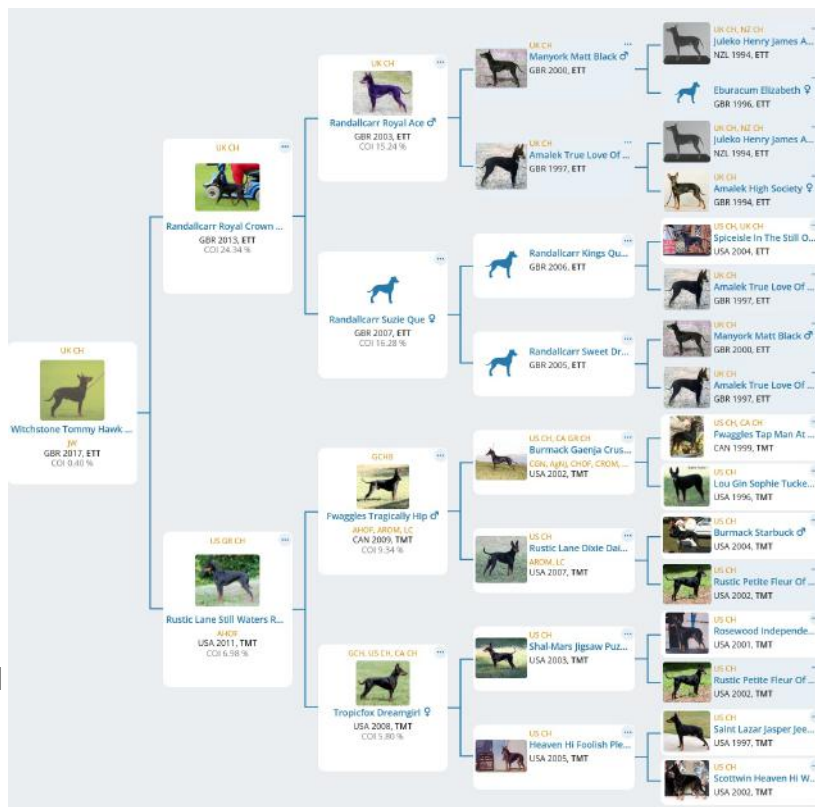 UK CH
Witchstone Tommy Hawk ...
JW
GBR 2017, ETT
COI 0.40 %
UK CH
Randallcarr Royal Crown ...
GBR 2013, ETT
COI 24.34 %
US GR CH
Rustic Lane Still Waters R...
AHOF
USA 2011, TMT
COI 6.98 %
UK CH
Randallcarr Royal Ace ♂
GBR 2003, ETT
COI 15.24 %
Randallcarr Suzie Que ♀
GBR 2007, ETT
COI 16.28 %
GCHB
Fwaggles Tragically Hip ♂
AHOF, AROM, LC
CAN 2009, TMT
COI 9.34 %
GCH, US CH, CA CH
Tropicfox Dreamgirl ♀
USA 2008, TMT
COI 5.80 %
UK CH
Manyork Matt Black ♂
GBR 2000, ETT
UK CH
Amalek True Love Of ...
GBR 1997, ETT
Randallcarr Kings Qu...
GBR 2006, ETT
Randallcarr Sweet Dr...
GBR 2005, ETT
US CH, CA GR CH
Burmack Gaenja Crus...
CGN, AgNJ, CHOF, CROM, ...
USA 2002, TMT
US CH
Rustic Lane Dixie Dai...
AROM, LC
USA 2007, TMT
US CH
Shal-Mars Jigsaw Puz...
USA 2003, TMT
US CH
Heaven Hi Foolish Ple...
USA 2005, TMT
UK CH, NZ CH
Juleko Henry James A...
NZL 1994, ETT
Eburacum Elizabeth ♀
GBR 1996, ETT
UK CH, NZ CH
Juleko Henry James A...
NZL 1994, ETT
UK CH
Amalek High Society ♀
GBR 1994, ETT
US CH, UK CH
Spiceisle In The Still O...
USA 2004, ETT
UK CH
Amalek True Love Of ...
GBR 1997, ETT
UK CH
Manyork Matt Black ♂
GBR 2000, ETT
UK CH
Amalek True Love Of ...
GBR 1997, ETT
US CH, CA CH
Fwaggles Tap Man At ...
CAN 1999, TMT
US CH
Lou Gin Sophie Tucke...
USA 1996, TMT
US CH
Burmack Starbuck ♂
USA 2004, TMT
US CH
Rustic Petite Fleur Of ...
USA 2002, TMT
US CH
Rosewood Independe...
USA 2001, TMT
US CH
Rustic Petite Fleur Of ...
USA 2002, TMT
US CH
Saint Lazar Jasper Jee...
USA 1997, TMT
US CH
Scottwin Heaven Hi W...
USA 2002, TMT